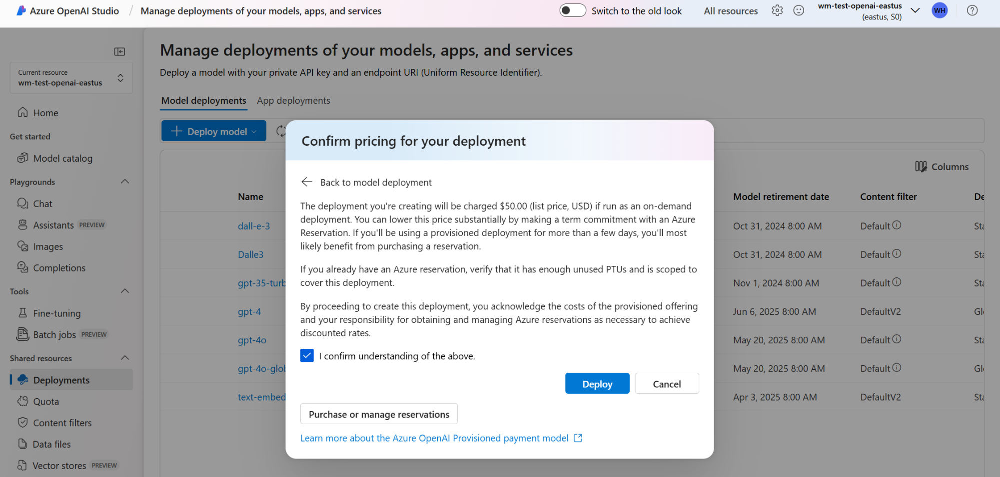 Azure OpenAI Studio / Manage deployments of your models, apps, and services
Switch to the old look
All resources
wm-test-openai-eastus
(eastus, S0)
WH
Current resource
wm-test-openai-eastus
Home
Get started
Model catalog
Playgrounds
Chat
Assistants PREVIEW
Images
Completions
Tools
Fine-tuning
Batch jobs PREVIEW
Shared resources
Deployments
Quota
Content filters
Data files
Vector stores PREVIEW
Manage deployments of your models, apps, and services
Deploy a model with your private API key and an endpoint URI (Uniform Resource Identifier).
Model deployments App deployments
Deploy model
Columns
Name Model retirement date Content filter De
dall-e-3 Oct 31, 2024 8:00 AM Default Sta
Dalle3 Oct 31, 2024 8:00 AM Default Sta
gpt-35-turb Nov 1, 2024 8:00 AM Default Sta
gpt-4 Jun 6, 2025 8:00 AM DefaultV2 Glo
gpt-4o May 20, 2025 8:00 AM Default Sta
gpt-4o-glob May 20, 2025 8:00 AM Default Glo
text-embed Apr 3, 2025 8:00 AM DefaultV2 Sta
Confirm pricing for your deployment
Back to model deployment
The deployment you're creating will be charged $50.00 (list price, USD) if run as an on-demand
deployment. You can lower this price substantially by making a term commitment with an Azure
Reservation. If you'll be using a provisioned deployment for more than a few days, you'll most
likely benefit from purchasing a reservation.
If you already have an Azure reservation, verify that it has enough unused PTUs and is scoped to
cover this deployment.
By proceeding to create this deployment, you acknowledge the costs of the provisioned offering
and your responsibility for obtaining and managing Azure reservations as necessary to achieve
discounted rates.
I confirm understanding of the above.
Deploy
Cancel
Purchase or manage reservations
Learn more about the Azure OpenAI Provisioned payment model